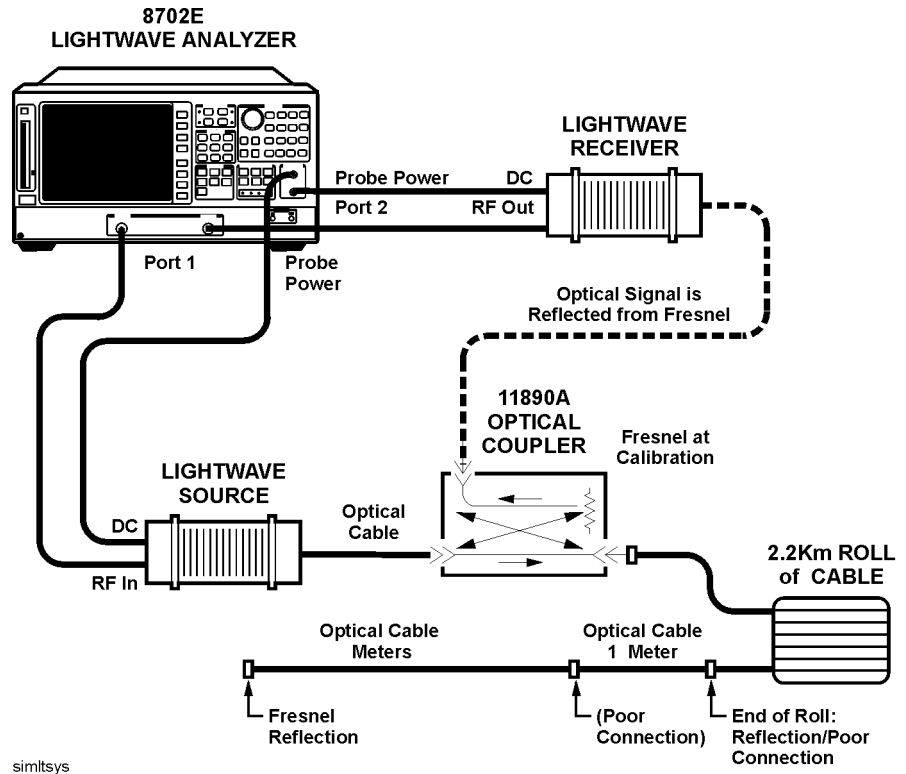 8702E
LIGHTWAVE ANALYZER
LIGHTWAVE
RECEIVER
Probe Power
DC
Port 2
RF Out
Port 1
Probe
Power
Optical Signal is
Reflected from Fresnel
11890A
OPTICAL
COUPLER
Fresnel at
Calibration
LIGHTWAVE
SOURCE
Optical
Cable
DC
RF In
2.2Km ROLL
of CABLE
Optical Cable
Meters
Optical Cable
1 Meter
Fresnel
Reflection
(Poor
Connection)
End of Roll:
Reflection/Poor
Connection
simltsys